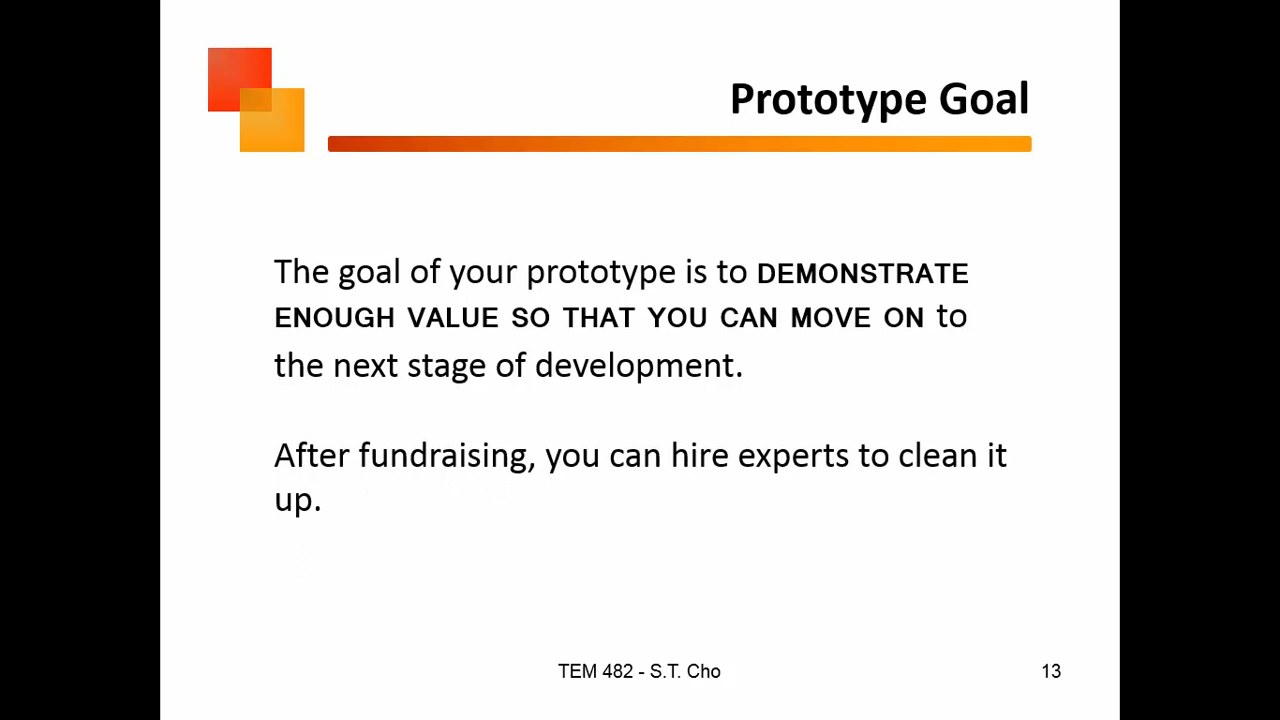 Prototype Goal
The goal of your prototype is to DEMONSTRATE
ENOUGH VALUE SO THAT YOU CAN MOVE ON to
the next stage of development.
After fundraising, you can hire experts to clean it
up.
TEM 482 - S.T. Cho
13